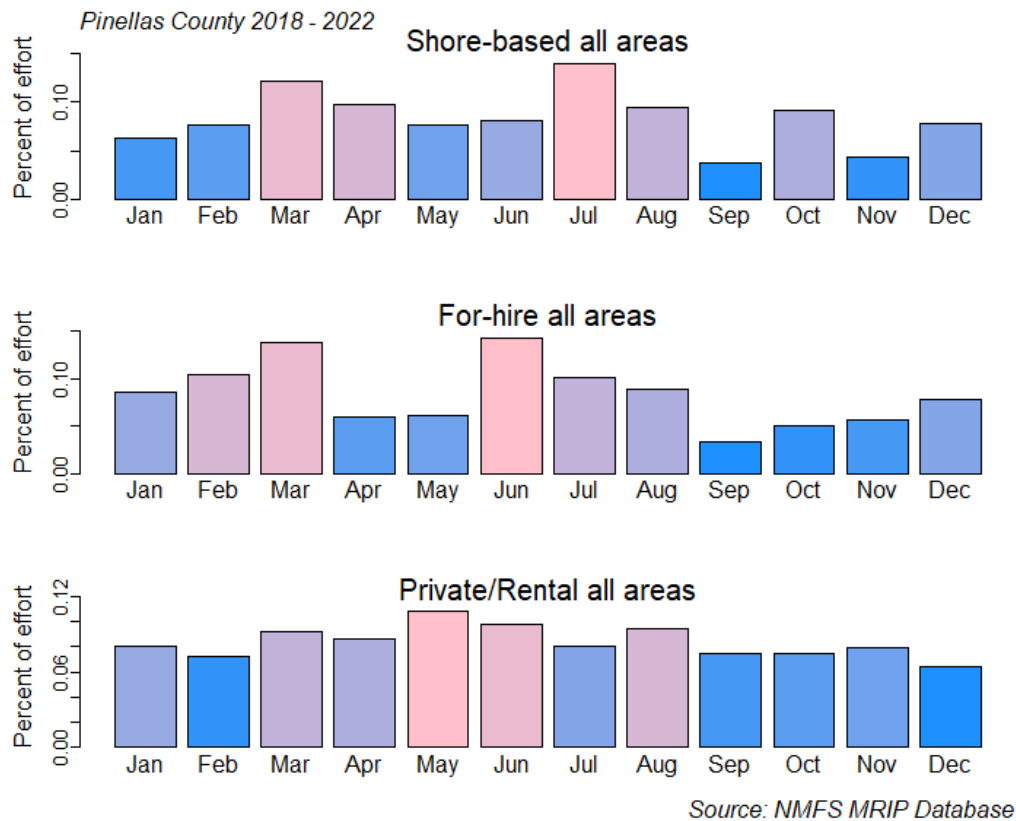 Pinellas County 2018 - 2022
Shore-based all areas
Percent of effort
0.10
0.00
Jan Feb Mar Apr May Jun Jul Aug Sep Oct Nov Dec
For-hire all areas
Percent of effort
0.10
0.00
Jan Feb Mar Apr May Jun Jul Aug Sep Oct Nov Dec
Private/Rental all areas
Percent of effort
0.12
0.06
0.00
Jan Feb Mar Apr May Jun Jul Aug Sep Oct Nov Dec
Source: NMFS MRIP Database